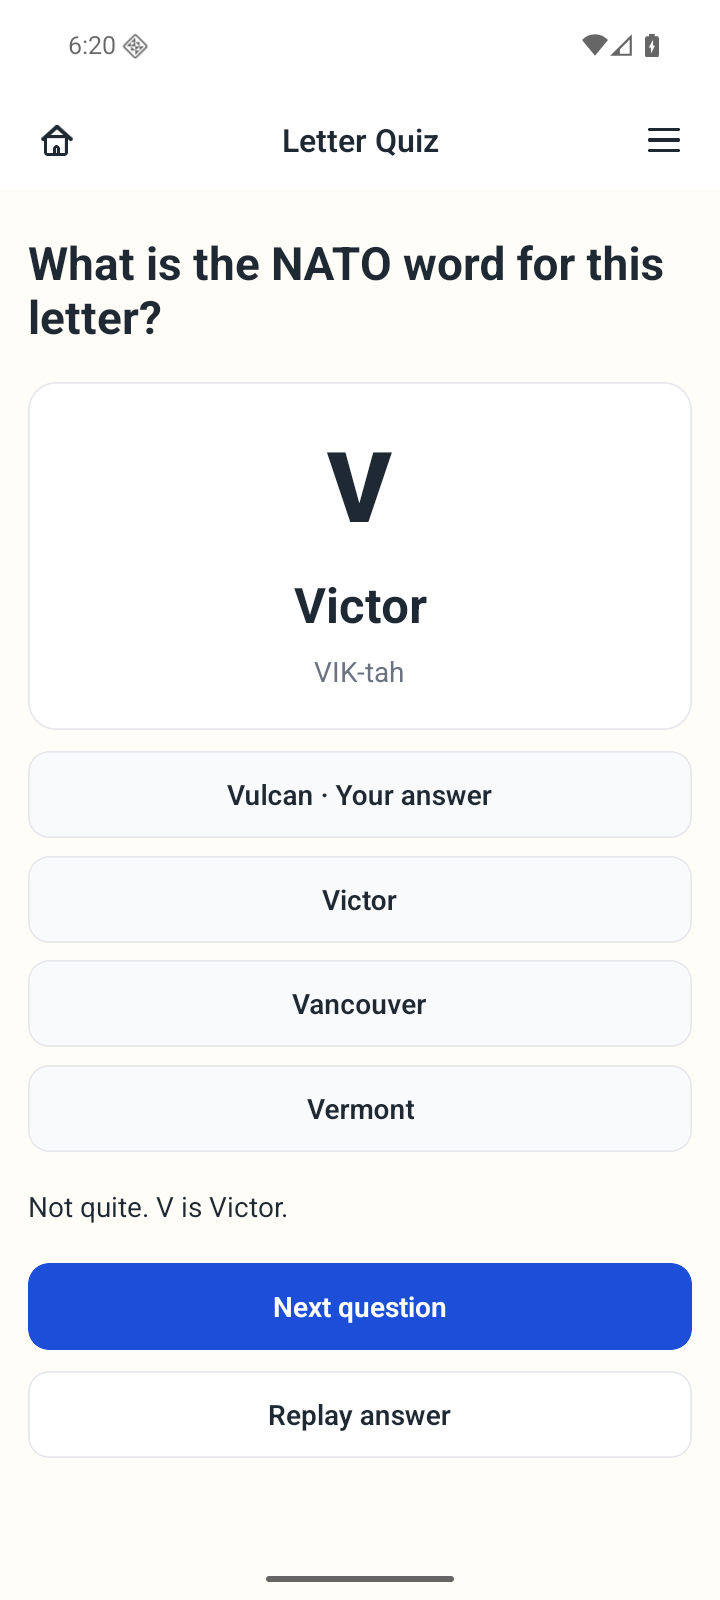 6:20
Letter Quiz
What is the NATO word for this
letter?
V
Victor
VIK-tah
Vulcan · Your answer
Victor
Vancouver
Vermont
Not quite. V is Victor.
Next question
Replay answer